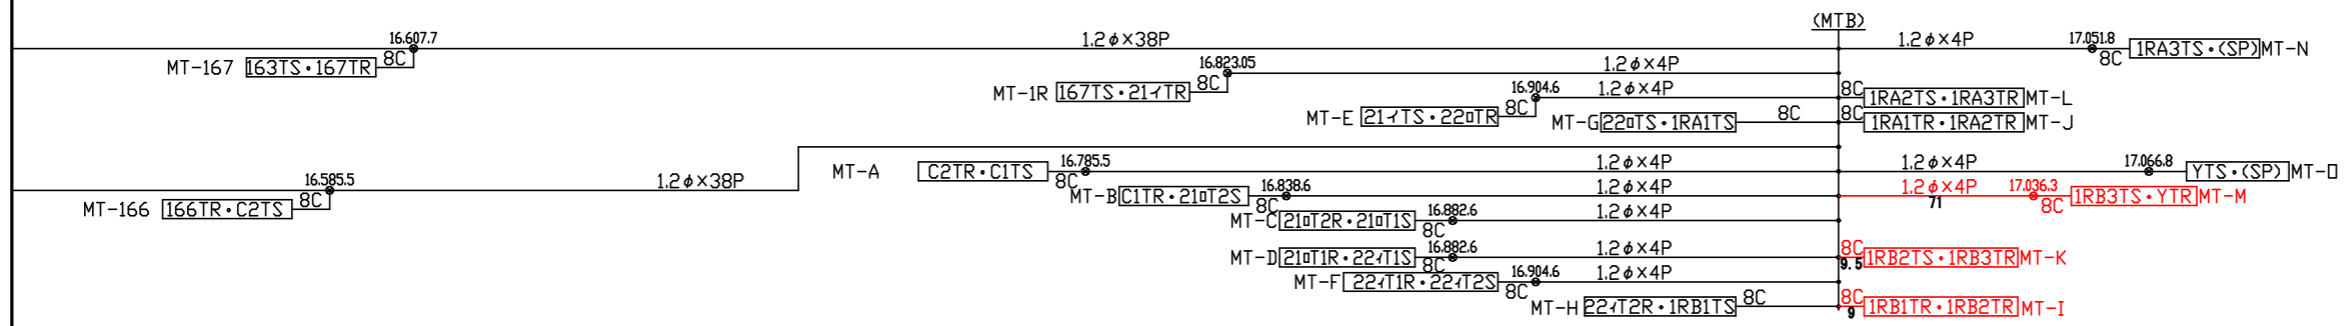 (MTB)
16.607.7 1.2φ×38P 1.2φ×4P 17.051.8
MT-167 163TS・167TR 8C 8C 1RA3TS・(SP) MT-N
16.823.05 1.2φ×4P
MT-1R 167TS・21イTR 8C 16.904.6 1.2φ×4P 8C 1RA2TS・1RA3TR MT-L
MT-E 21イTS・22ロTR 8C MT-G 22ロTS・1RA1TS 8C 8C 1RA1TR・1RA2TR MT-J
MT-A C2TR・C1TS 8C 16.785.5 1.2φ×4P 1.2φ×4P 17.066.8 YTS・(SP) MT-O
16.585.5 1.2φ×38P
MT-166 166TR・C2TS 8C
MT-B C1TR・21ロT2S 8C 16.838.6 1.2φ×4P 1.2φ×4P 71 17.036.3 8C 1RB3TS・YTR MT-M
MT-C 21ロT2R・21ロT1S 8C 16.882.6 1.2φ×4P
MT-D 21ロT1R・22イT1S 8C 16.882.6 1.2φ×4P 8C 9.5 1RB2TS・1RB3TR MT-K
MT-F 22イT1R・22イT2S 8C 16.904.6 1.2φ×4P
MT-H 22イT2R・1RB1TS 8C 8C 9 1RB1TR・1RB2TR MT-I